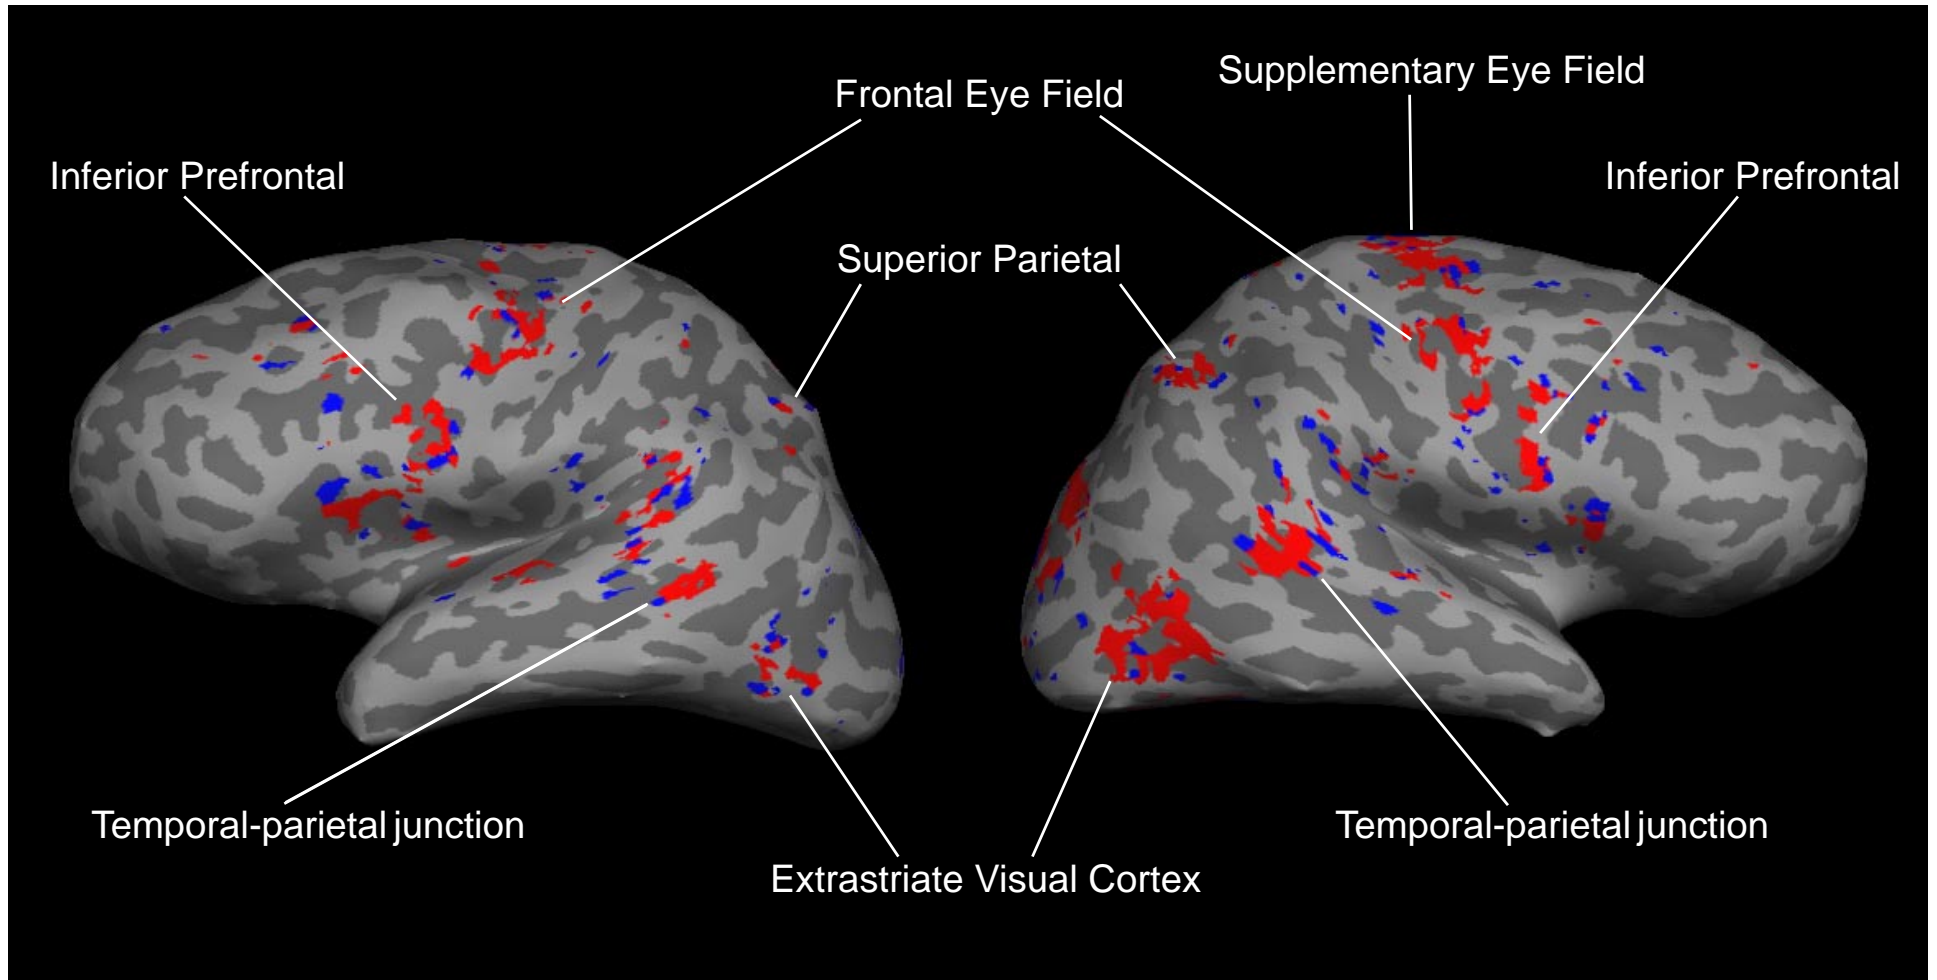 Supplementary Eye Field
Frontal Eye Field
Inferior Prefrontal
Inferior Prefrontal
Superior Parietal
Temporal-parietal junction
Temporal-parietal junction
Extrastriate Visual Cortex